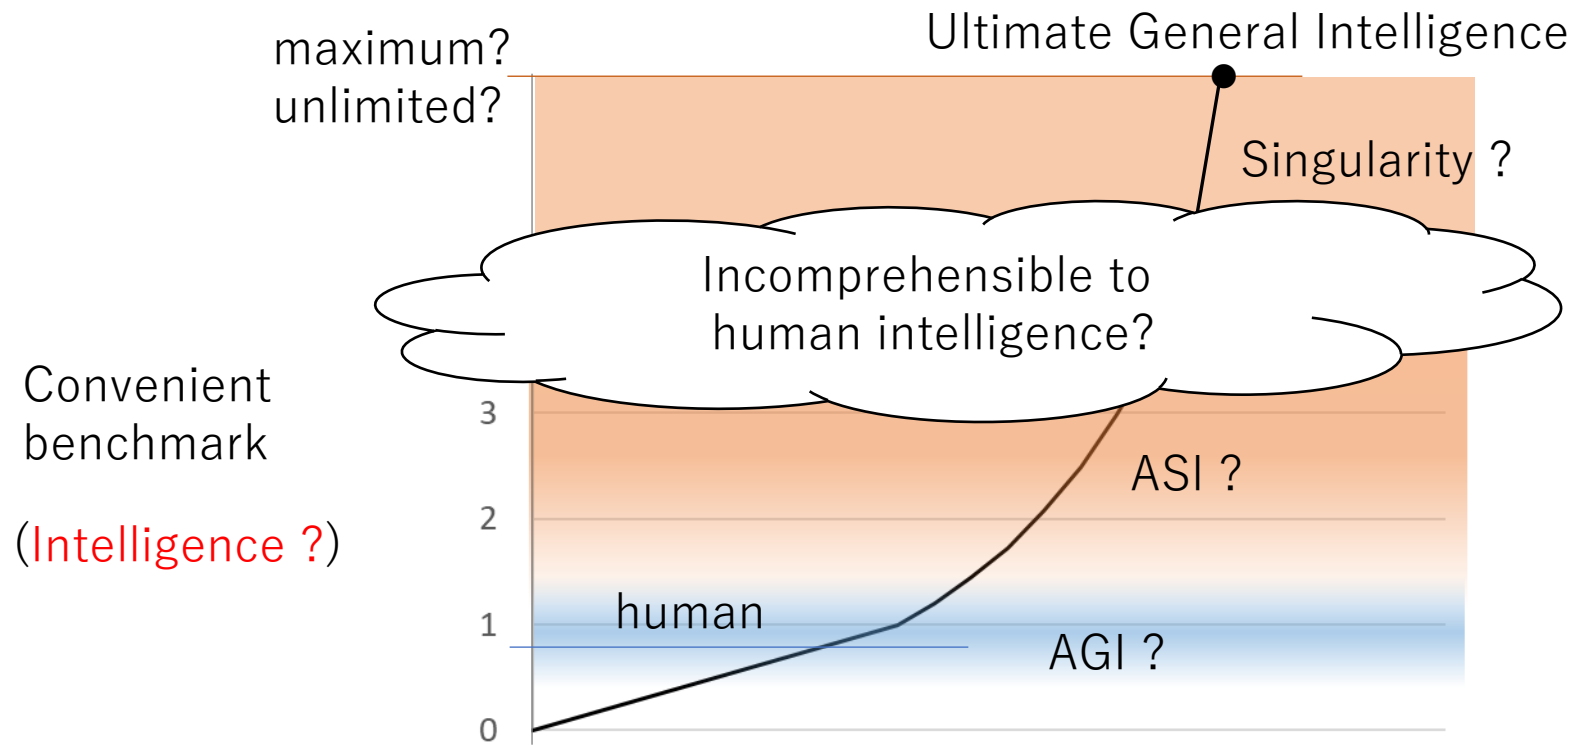 Ultimate General Intelligence
maximum?
unlimited?
Singularity ?
Incomprehensible to
human intelligence?
Convenient
benchmark
(Intelligence ?)
3
ASI ?
2
human
1
AGI ?
0